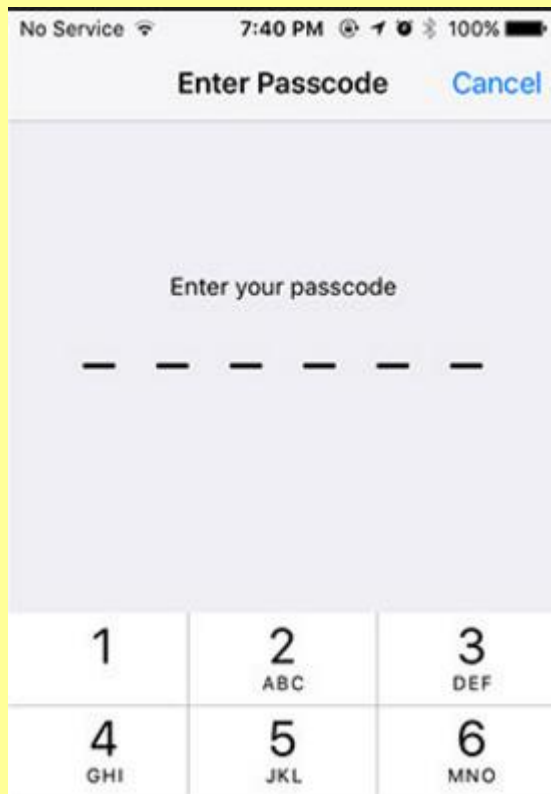 No Service 7:40 PM 100%
Enter Passcode Cancel
Enter your passcode
1 2 3
ABC DEF
4 5 6
GHI JKL MNO